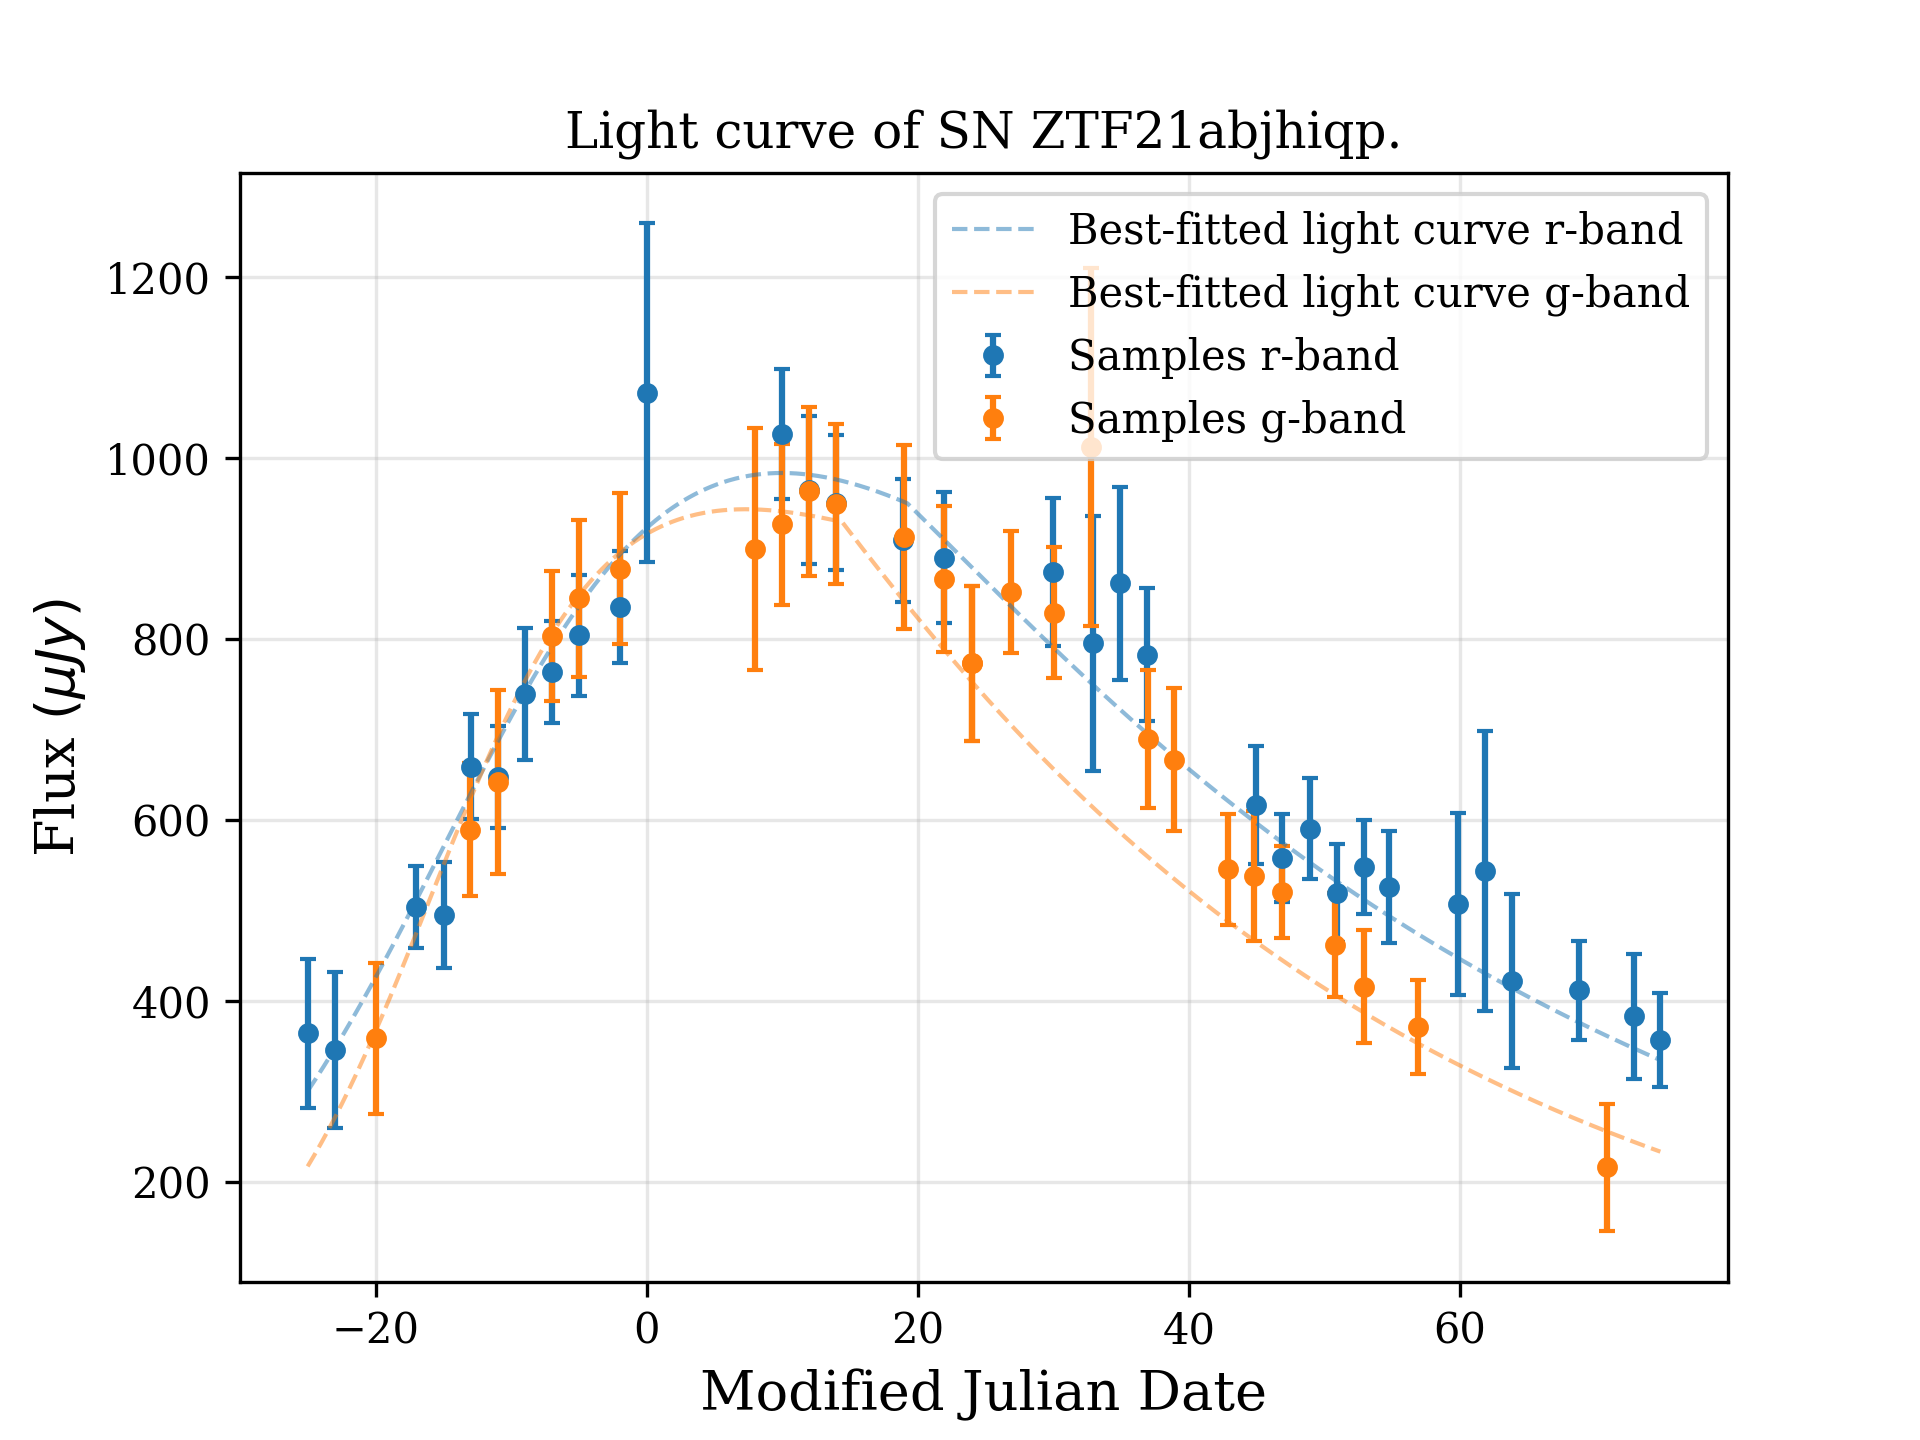 Light curve of SN ZTF21abjhiqp.
Best-fitted light curve r-band
Best-fitted light curve g-band
Samples r-band
Samples g-band
Flux (μJy)
1200
1000
800
600
400
200
−20 0 20 40 60
Modified Julian Date